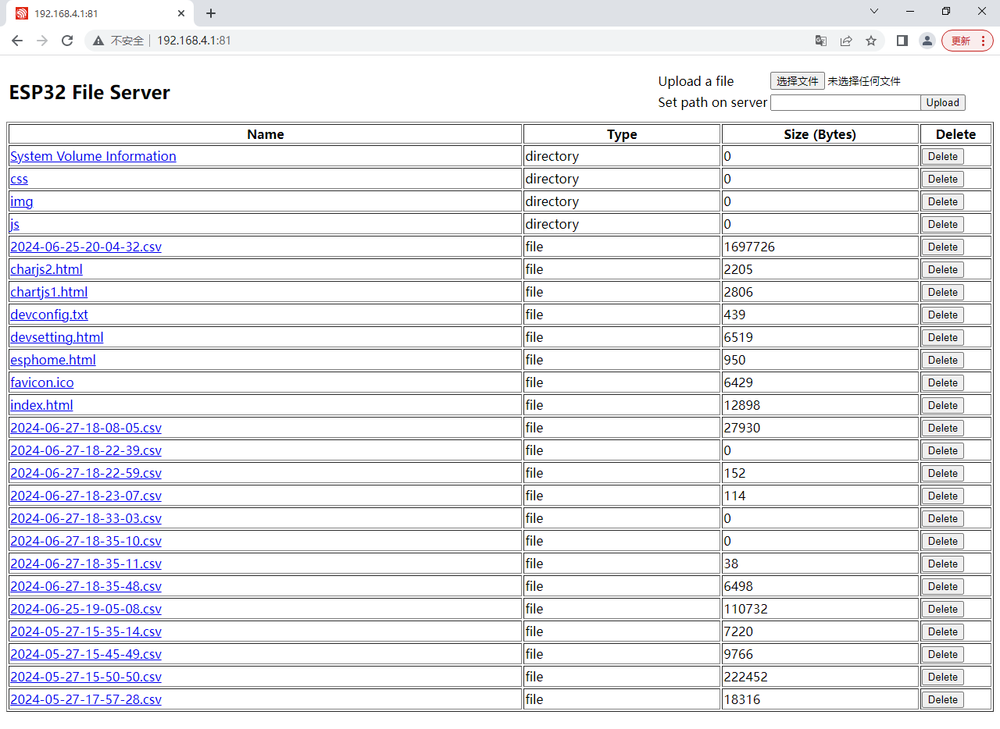 192.168.4.1:81
不安全 192.168.4.1:81 更新
ESP32 File Server
Upload a file 选择文件 未选择任何文件
Set path on server Upload
Name Type Size (Bytes) Delete
System Volume Information directory 0 Delete
css directory 0 Delete
img directory 0 Delete
js directory 0 Delete
2024-06-25-20-04-32.csv file 1697726 Delete
charjs2.html file 2205 Delete
chartjs1.html file 2806 Delete
devconfig.txt file 439 Delete
devsetting.html file 6519 Delete
esphome.html file 950 Delete
favicon.ico file 6429 Delete
index.html file 12898 Delete
2024-06-27-18-08-05.csv file 27930 Delete
2024-06-27-18-22-39.csv file 0 Delete
2024-06-27-18-22-59.csv file 152 Delete
2024-06-27-18-23-07.csv file 114 Delete
2024-06-27-18-33-03.csv file 0 Delete
2024-06-27-18-35-10.csv file 0 Delete
2024-06-27-18-35-11.csv file 38 Delete
2024-06-27-18-35-48.csv file 6498 Delete
2024-06-25-19-05-08.csv file 110732 Delete
2024-05-27-15-35-14.csv file 7220 Delete
2024-05-27-15-45-49.csv file 9766 Delete
2024-05-27-15-50-50.csv file 222452 Delete
2024-05-27-17-57-28.csv file 18316 Delete